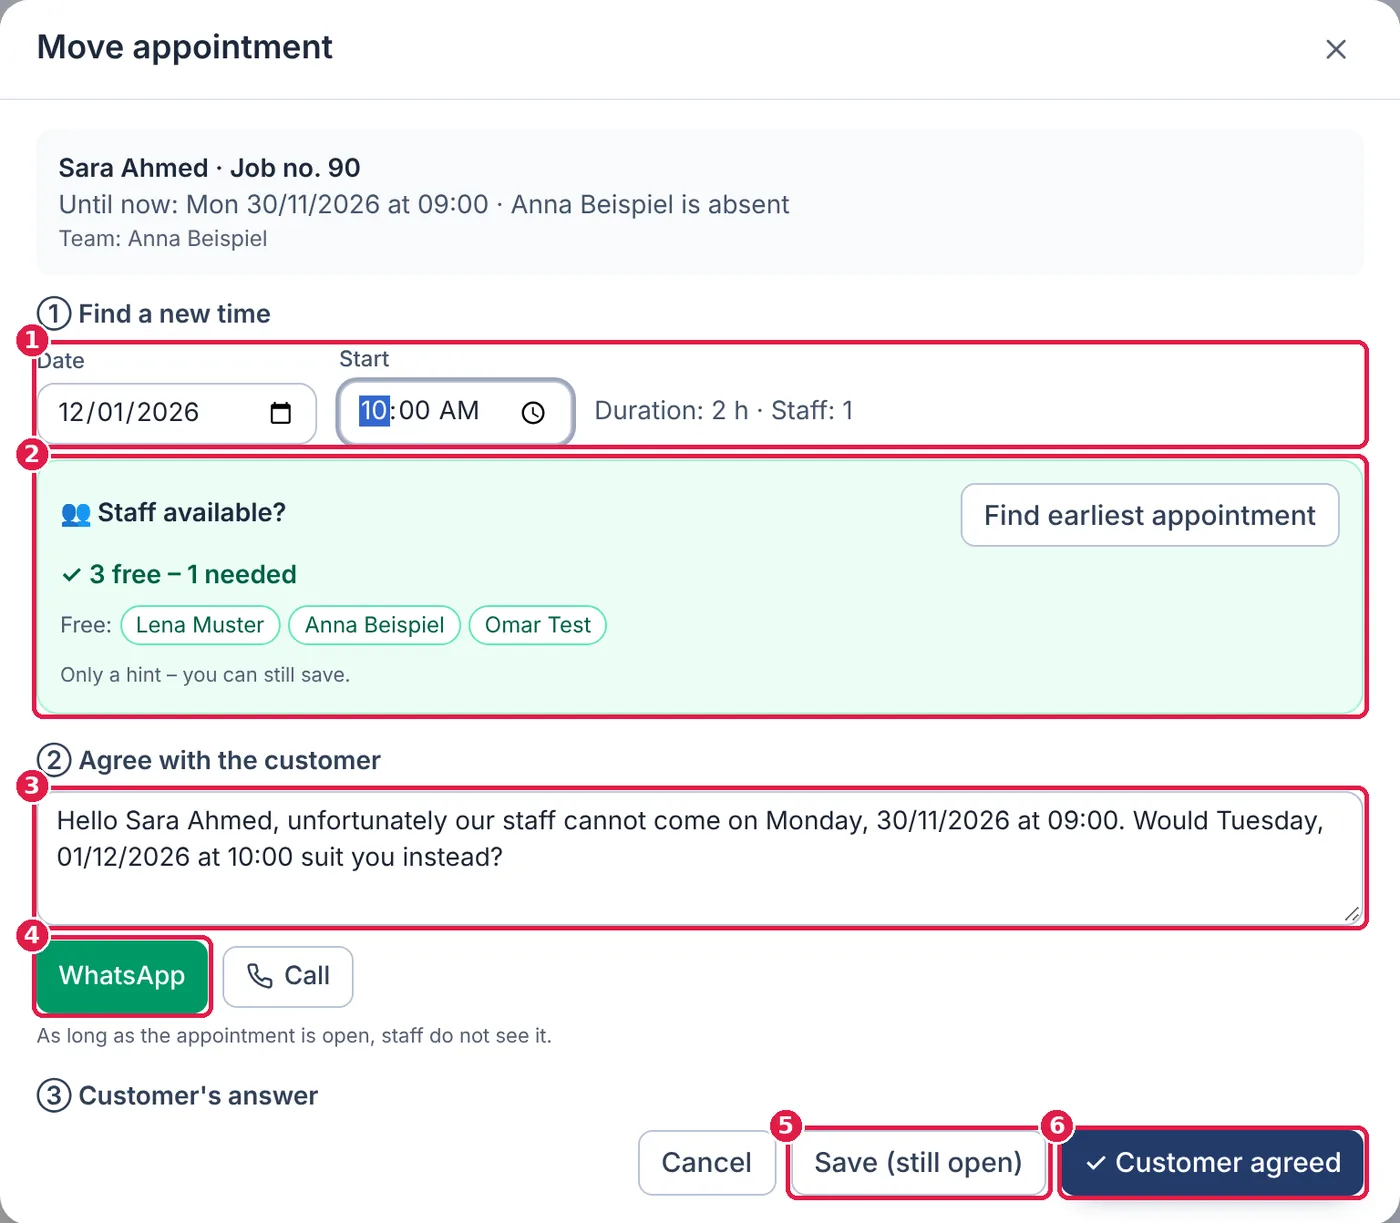 Move appointment
Sara Ahmed · Job no. 90
Until now: Mon 30/11/2026 at 09:00 · Anna Beispiel is absent
Team: Anna Beispiel
① Find a new time
1
Date
Start
12/01/2026
10:00 AM
Duration: 2 h · Staff: 1
2
👥 Staff available?
Find earliest appointment
✓ 3 free – 1 needed
Free: Lena Muster Anna Beispiel Omar Test
Only a hint – you can still save.
② Agree with the customer
3
Hello Sara Ahmed, unfortunately our staff cannot come on Monday, 30/11/2026 at 09:00. Would Tuesday,
01/12/2026 at 10:00 suit you instead?
4
WhatsApp
Call
As long as the appointment is open, staff do not see it.
③ Customer's answer
5
6
Cancel
Save (still open)
✓ Customer agreed